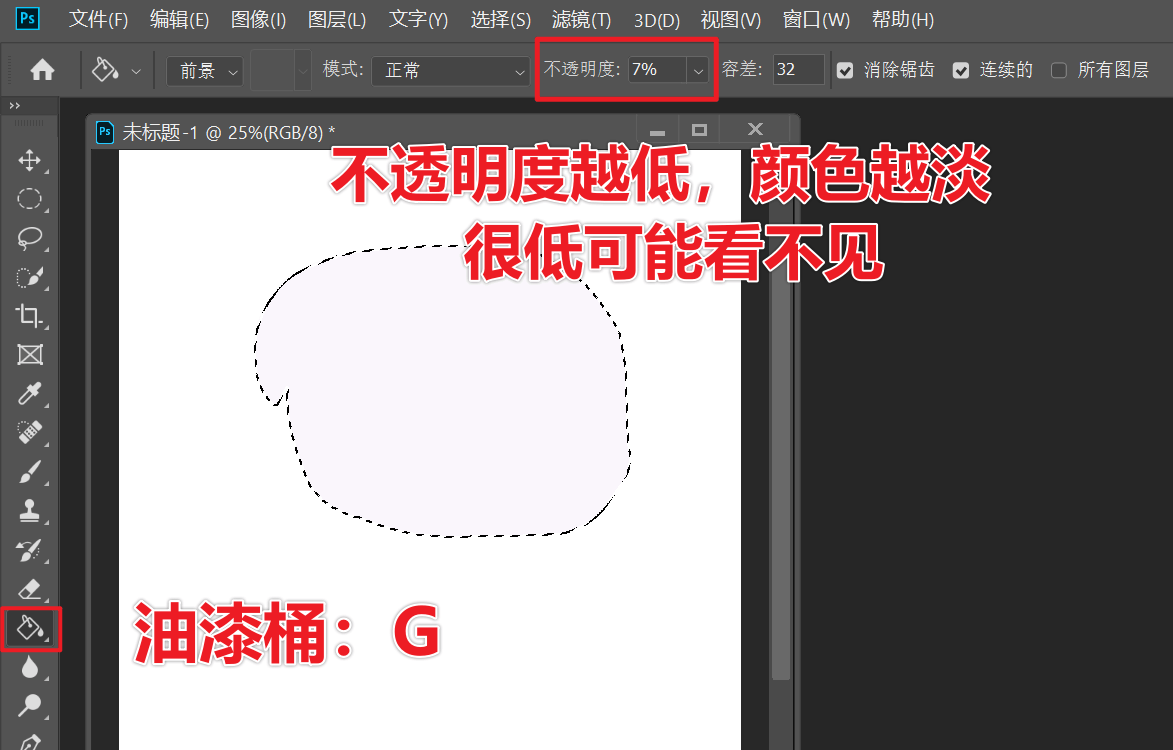 Ps 文件(F) 编辑(E) 图像(I) 图层(L) 文字(Y) 选择(S) 滤镜(T) 3D(D) 视图(V) 窗口(W) 帮助(H)
前景 模式: 正常 不透明度: 7% 容差: 32 消除锯齿 连续的 所有图层
Ps 未标题-1 @ 25%(RGB/8) *
不透明度越低，颜色越淡
很低可能看不见
油漆桶：G